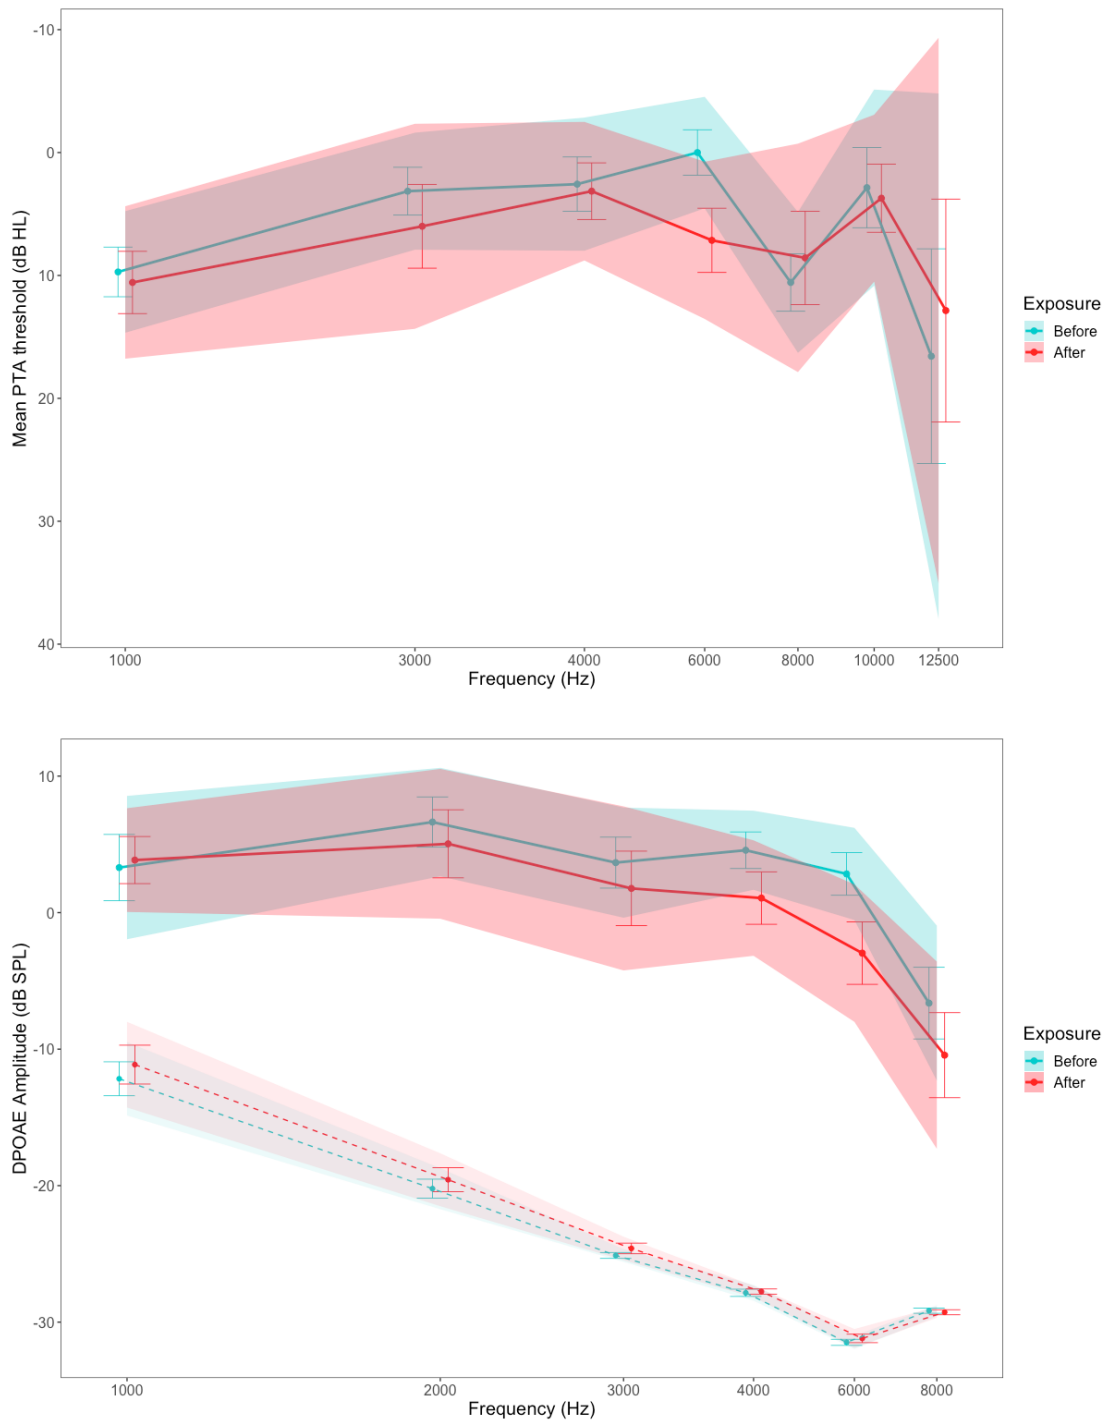 -10
0
10
20
30
40
Mean PTA threshold (dB HL)
1000 3000 4000 6000 8000 10000 12500
Frequency (Hz)
Exposure
Before
After
10
0
-10
-20
-30
DPOAE Amplitude (dB SPL)
1000 2000 3000 4000 6000 8000
Frequency (Hz)
Exposure
Before
After